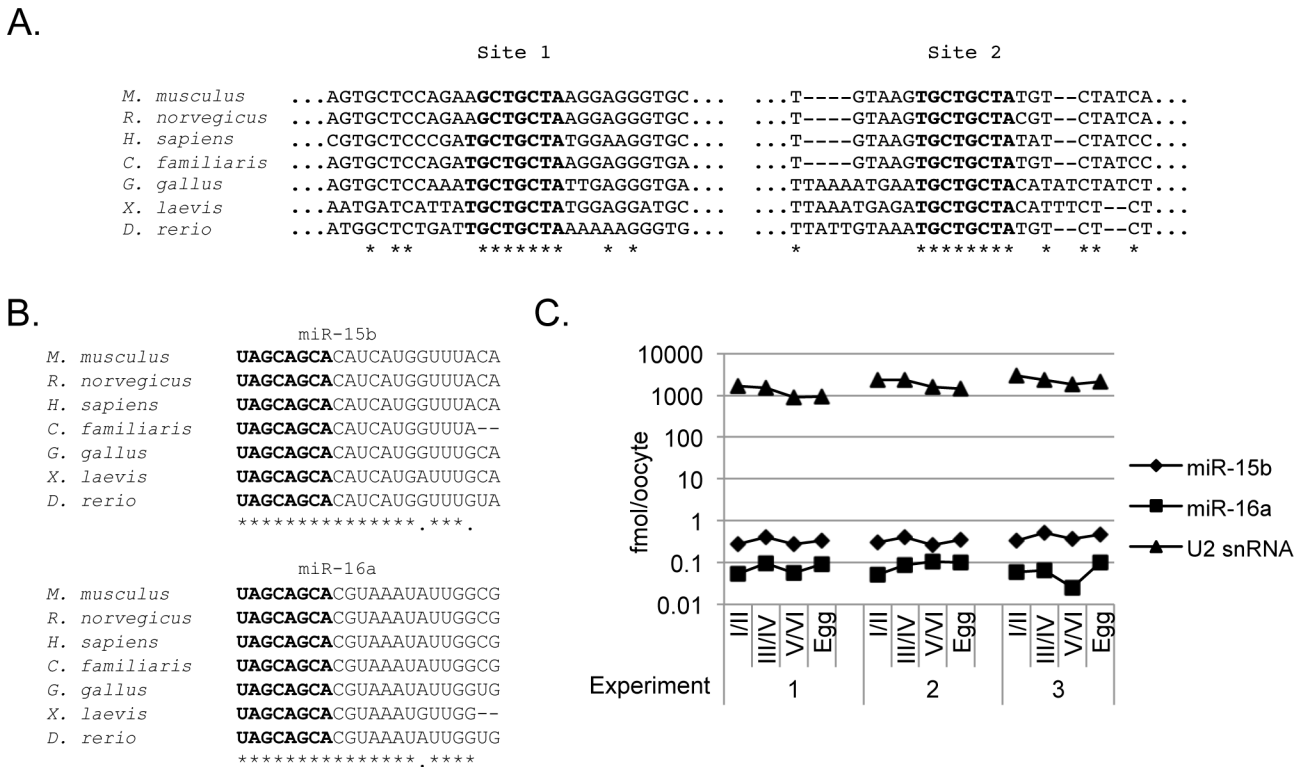 A.
Site 1 Site 2
M. musculus ...AGTGCTCCAGAAGCTGCTAAGGAGGGTGC... ...T----GTAAGTGCTGCTATGT--CTATCA...
R. norvegicus ...AGTGCTCCAGAAGCTGCTAAGGAGGGTGC... ...T----GTAAGTGCTGCTACGT--CTATCA...
H. sapiens ...CGTGCTCCCGATGCTGCTATGGAAGGTGC... ...T----GTAAGTGCTGCTATAT--CTATCC...
C. familiaris ...AGTGCTCCAGATGCTGCTAAGGAGGGTGA... ...T----GTAAGTGCTGCTATGT--CTATCC...
G. gallus ...AGTGCTCCAAATGCTGCTATTGAGGGTGA... ...TTAAAATGAATGCTGCTACATATCTATCT...
X. laevis ...AATGATCATTATGCTGCTATGGAGGATGC... ...TTAAATGAGATGCTGCTACATTTCT--CT...
D. rerio ...ATGGCTCTGATTGCTGCTAAAAAAGGGTG... ...TTATTGTAAATGCTGCTATGT--CT--CT...
* ** ******* * * * ******** * ** *
B.
miR-15b
M. musculus UAGCAGCACAUCAUGGUUUACA
R. norvegicus UAGCAGCACAUCAUGGUUUACA
H. sapiens UAGCAGCACAUCAUGGUUUACA
C. familiaris UAGCAGCACAUCAUGGUUUA--
G. gallus UAGCAGCACAUCAUGGUUUGCA
X. laevis UAGCAGCACAUCAUGAUUUGCA
D. rerio UAGCAGCACAUCAUGGUUUGUA
***************.***.
miR-16a
M. musculus UAGCAGCACGUAAAUAUUGGCG
R. norvegicus UAGCAGCACGUAAAUAUUGGCG
H. sapiens UAGCAGCACGUAAAUAUUGGCG
C. familiaris UAGCAGCACGUAAAUAUUGGCG
G. gallus UAGCAGCACGUAAAUAUUGGUG
X. laevis UAGCAGCACGUAAAUGUUGG--
D. rerio UAGCAGCACGUAAAUAUUGGUG
***************.****
C.
fmol/oocyte
10000
1000
100
10
1
0.1
0.01
I/II III/IV V/VI Egg I/II III/IV V/VI Egg I/II III/IV V/VI Egg
Experiment 1 2 3
miR-15b
miR-16a
U2 snRNA